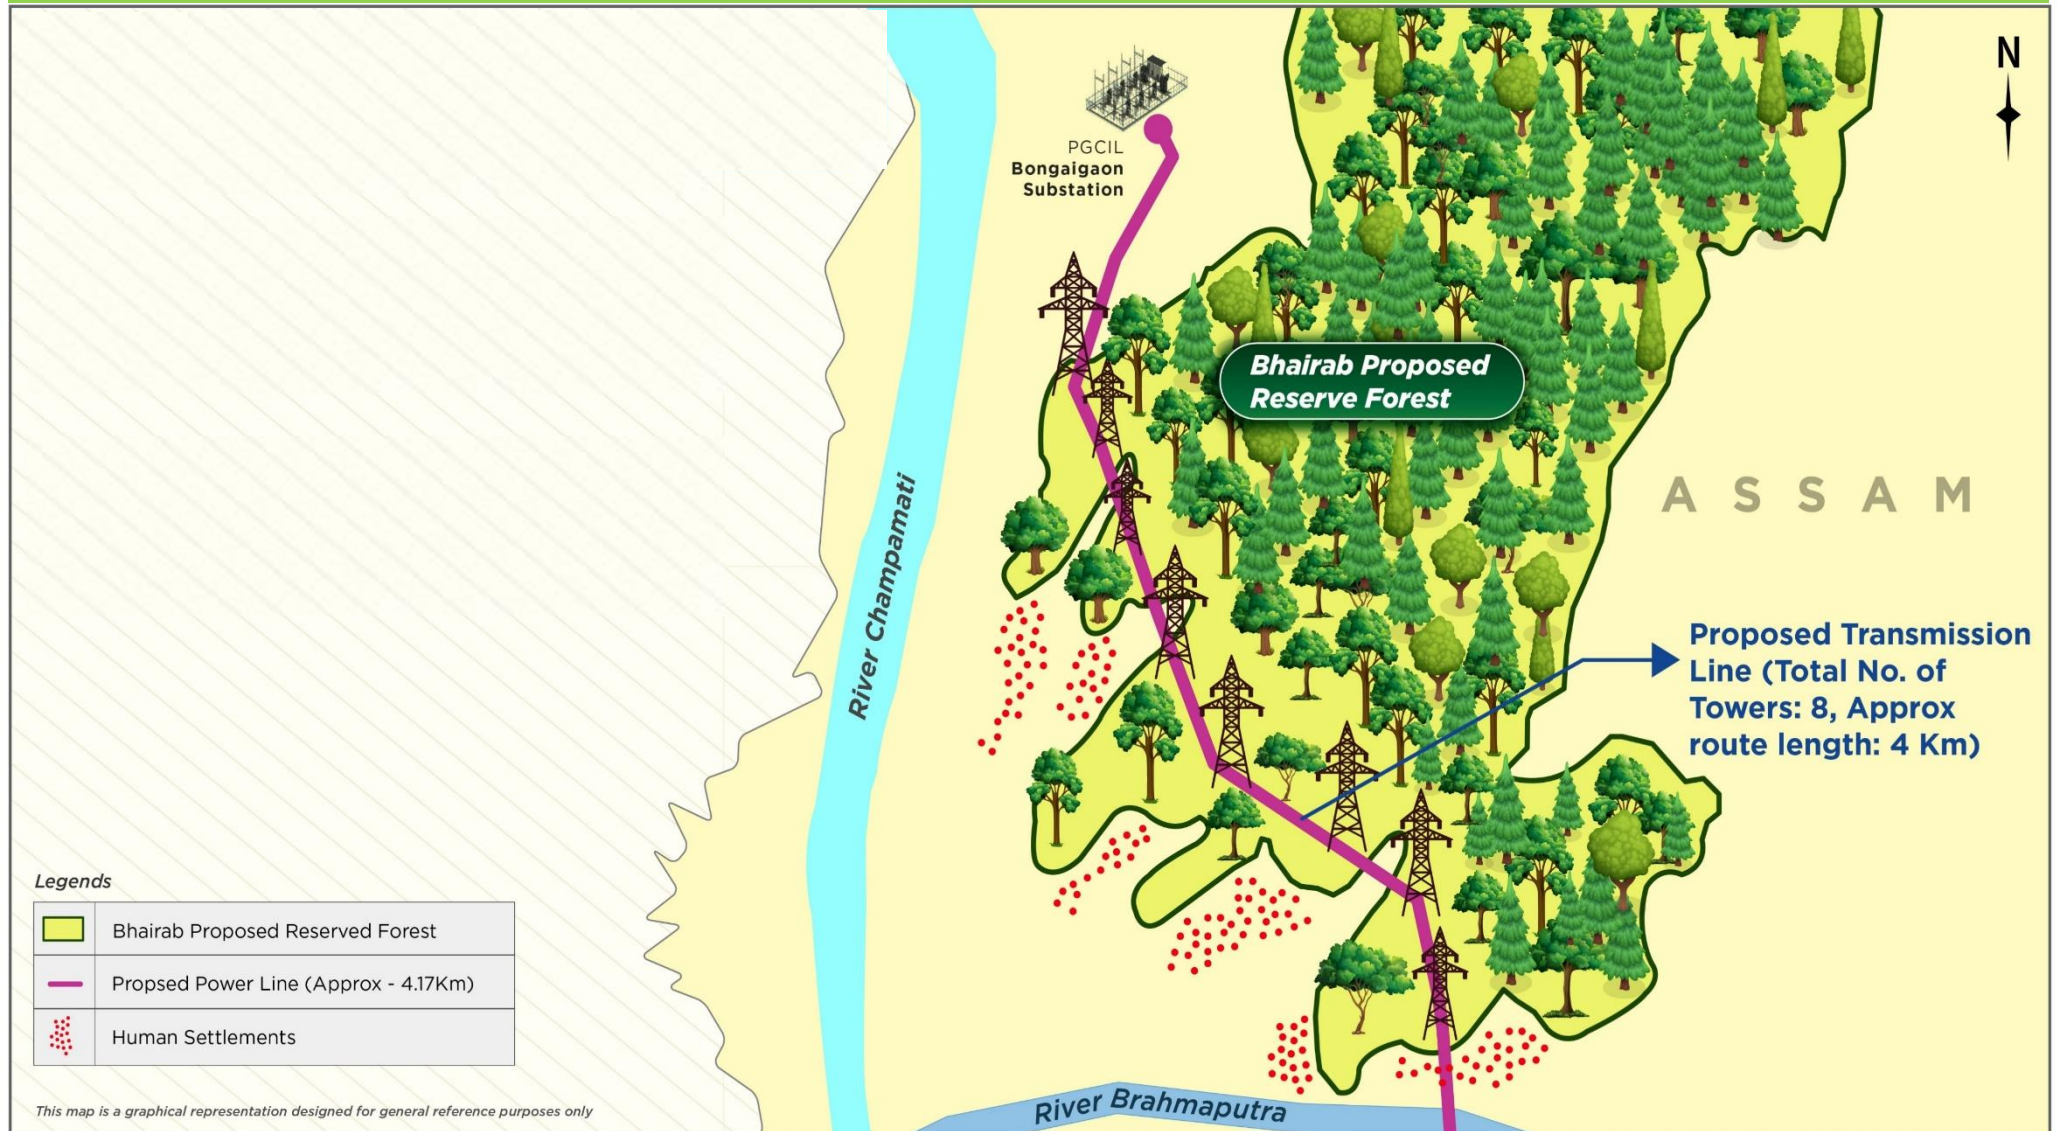 N
PGCIL
Bongaigaon
Substation
Bhairab Proposed
Reserve Forest
ASSAM
River Champamati
Proposed Transmission
Line (Total No. of
Towers: 8, Approx
route length: 4 Km)
Legends
Bhairab Proposed Reserved Forest
Propsed Power Line (Approx - 4.17Km)
Human Settlements
This map is a graphical representation designed for general reference purposes only
River Brahmaputra